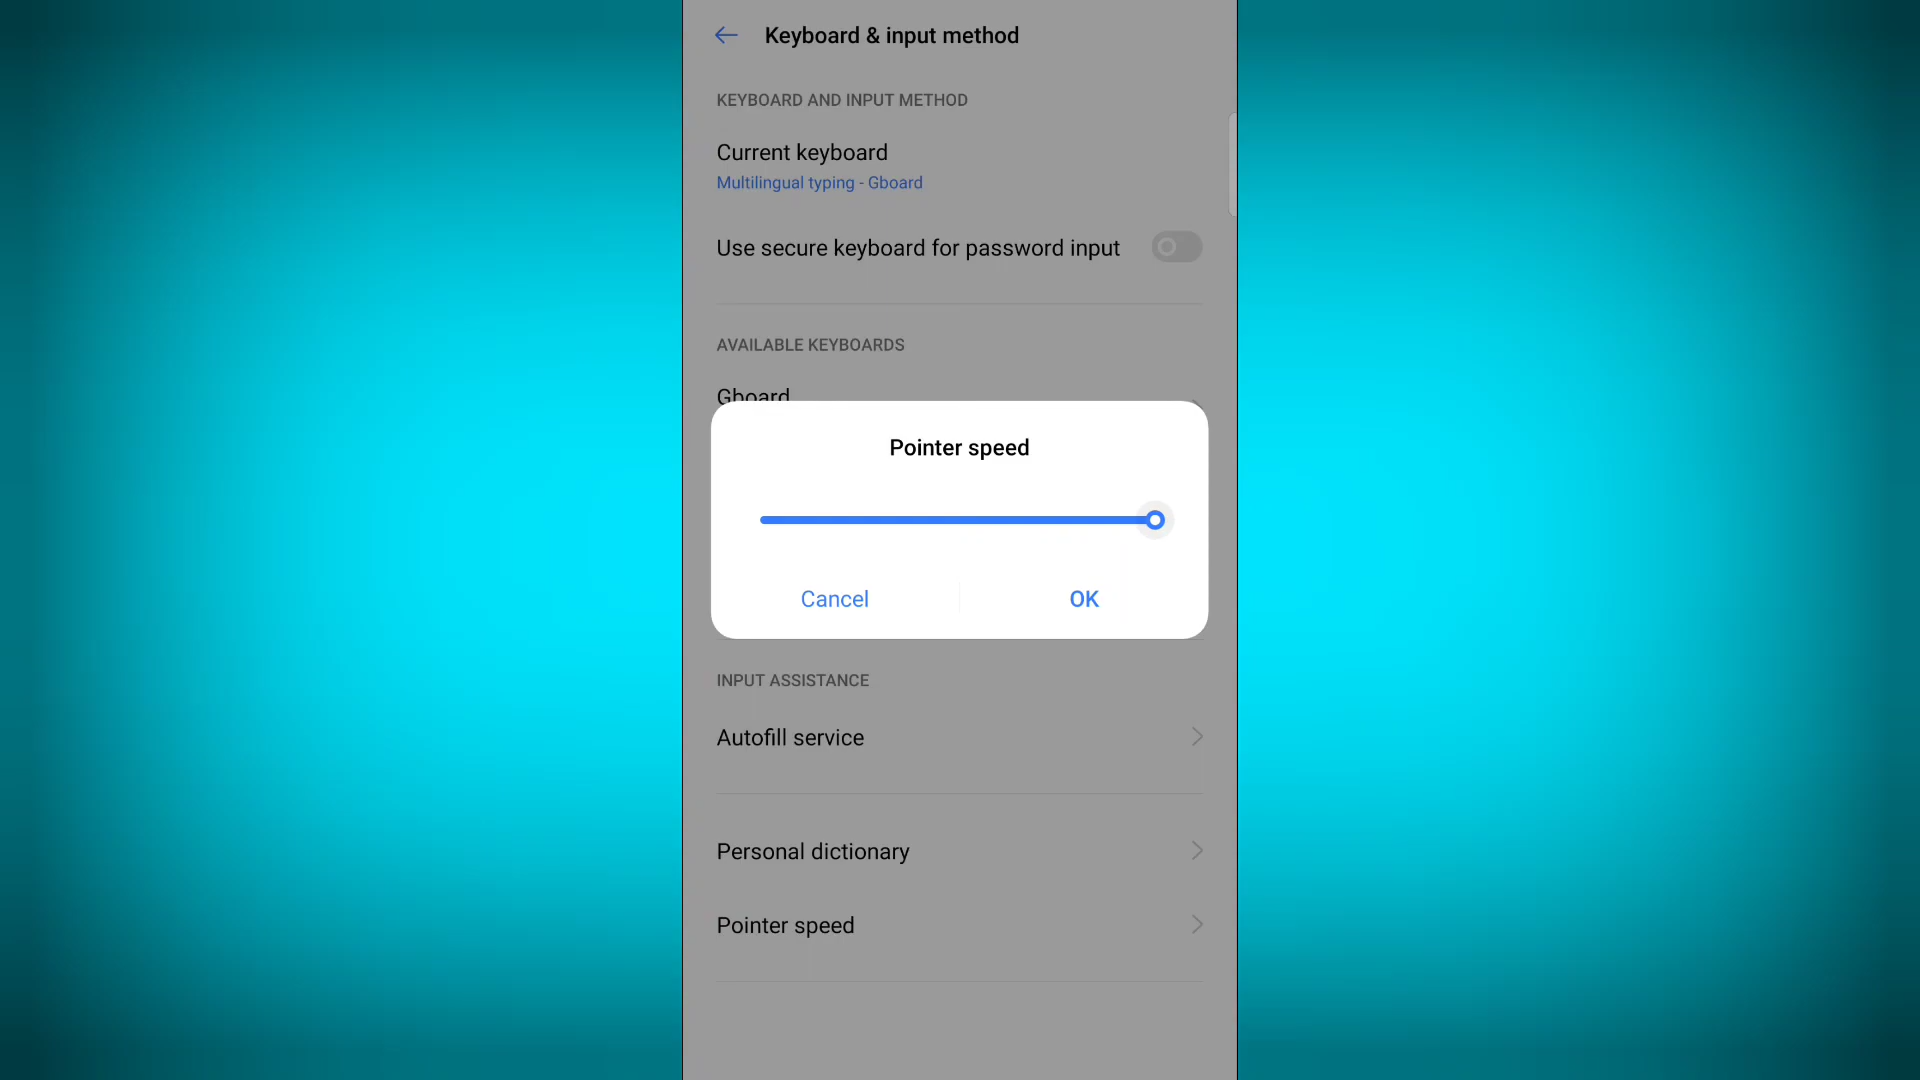 Keyboard & input method
KEYBOARD AND INPUT METHOD
Current keyboard
Multilingual typing - Gboard
Use secure keyboard for password input
AVAILABLE KEYBOARDS
Gboard
Pointer speed
Cancel
OK
INPUT ASSISTANCE
Autofill service
Personal dictionary
Pointer speed